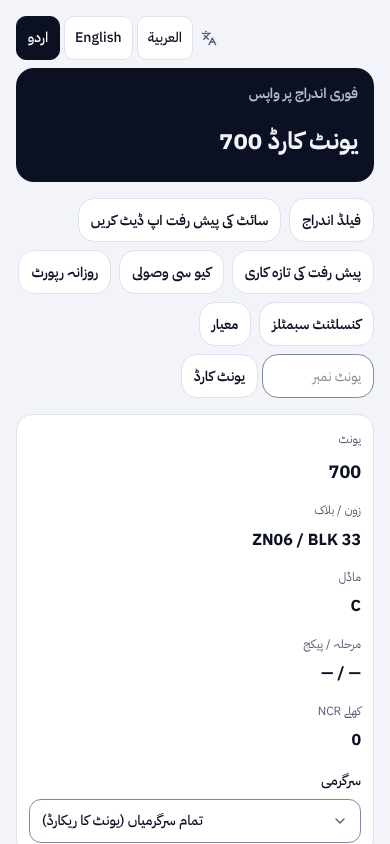 اردو English العربية
فوری اندراج پر واپس
یونٹ کارڈ 700
فیلڈ اندراج سائٹ کی پیش رفت اپ ڈیٹ کریں
پیش رفت کی تازہ کاری کیو سی وصولی روزانہ رپورٹ
کنسلٹنٹ سبمٹلز معیار
یونٹ نمبر یونٹ کارڈ
یونٹ
700
زون / بلاک
ZN06 / BLK 33
ماڈل
C
مرحلہ / پیکج
— / —
کھلے NCR
0
سرگرمی
تمام سرگرمیاں (یونٹ کا ریکارڈ)